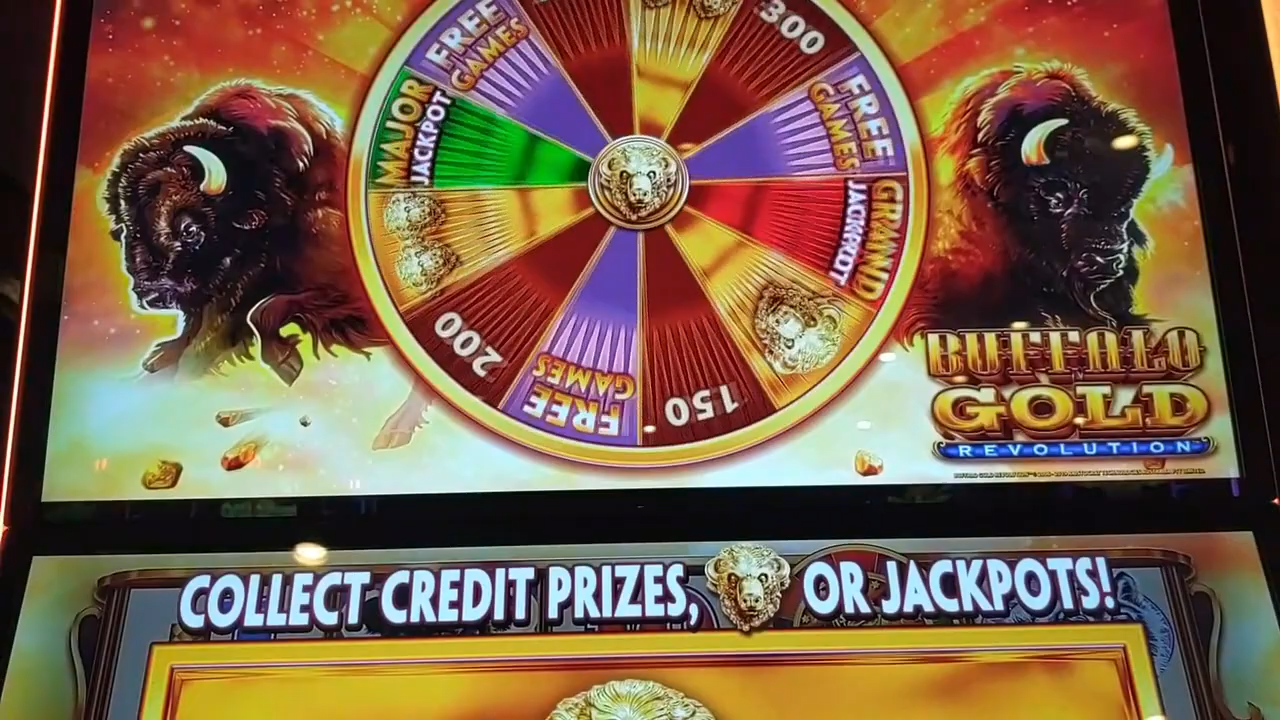 FREE
GAMES
300
MAJOR
JACKPOT
FREE
GAMES
GRAND
JACKPOT
200
FREE
GAMES
150
BUFFALO
GOLD
REVOLUTION
COLLECT CREDIT PRIZES, OR JACKPOTS!